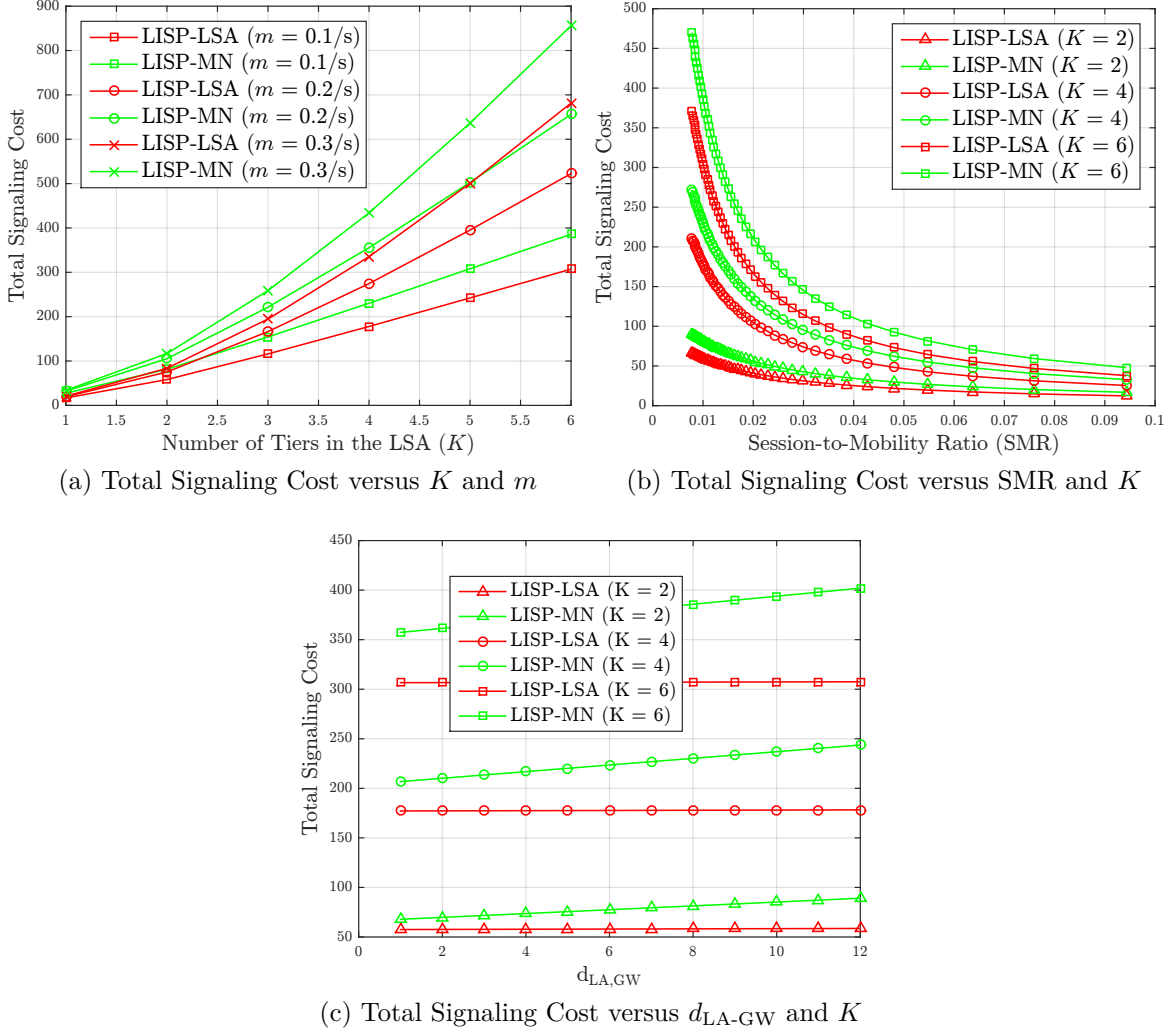 900
800
700
600
500
400
300
200
100
0
Total Signaling Cost
LISP-LSA (m = 0.1/s)
LISP-MN (m = 0.1/s)
LISP-LSA (m = 0.2/s)
LISP-MN (m = 0.2/s)
LISP-LSA (m = 0.3/s)
LISP-MN (m = 0.3/s)
1 1.5 2 2.5 3 3.5 4 4.5 5 5.5 6
Number of Tiers in the LSA (K)
(a) Total Signaling Cost versus K and m
500
450
400
350
300
250
200
150
100
50
0
Total Signaling Cost
LISP-LSA (K = 2)
LISP-MN (K = 2)
LISP-LSA (K = 4)
LISP-MN (K = 4)
LISP-LSA (K = 6)
LISP-MN (K = 6)
0 0.01 0.02 0.03 0.04 0.05 0.06 0.07 0.08 0.09 0.1
Session-to-Mobility Ratio (SMR)
(b) Total Signaling Cost versus SMR and K
450
400
350
300
250
200
150
100
50
Total Signaling Cost
LISP-LSA (K = 2)
LISP-MN (K = 2)
LISP-LSA (K = 4)
LISP-MN (K = 4)
LISP-LSA (K = 6)
LISP-MN (K = 6)
0 2 4 6 8 10 12
d_LA,GW
(c) Total Signaling Cost versus d_LA-GW and K